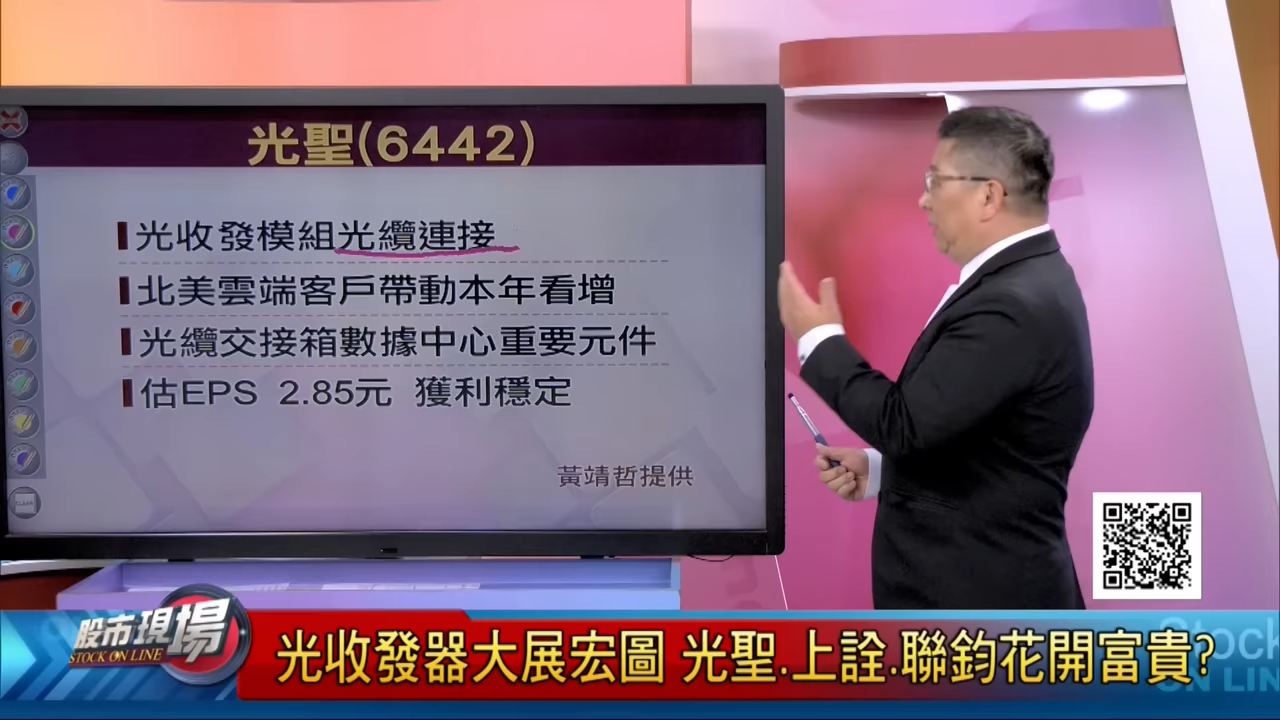 光聖(6442)
光收發模組光纜連接
北美雲端客戶帶動本年看增
光纜交接箱數據中心重要元件
估EPS 2.85元 獲利穩定
黃靖哲提供
股市現場
STOCK ON LINE
光收發器大展宏圖 光聖.上詮.聯鈞花開富貴?
Stock
ON LIN